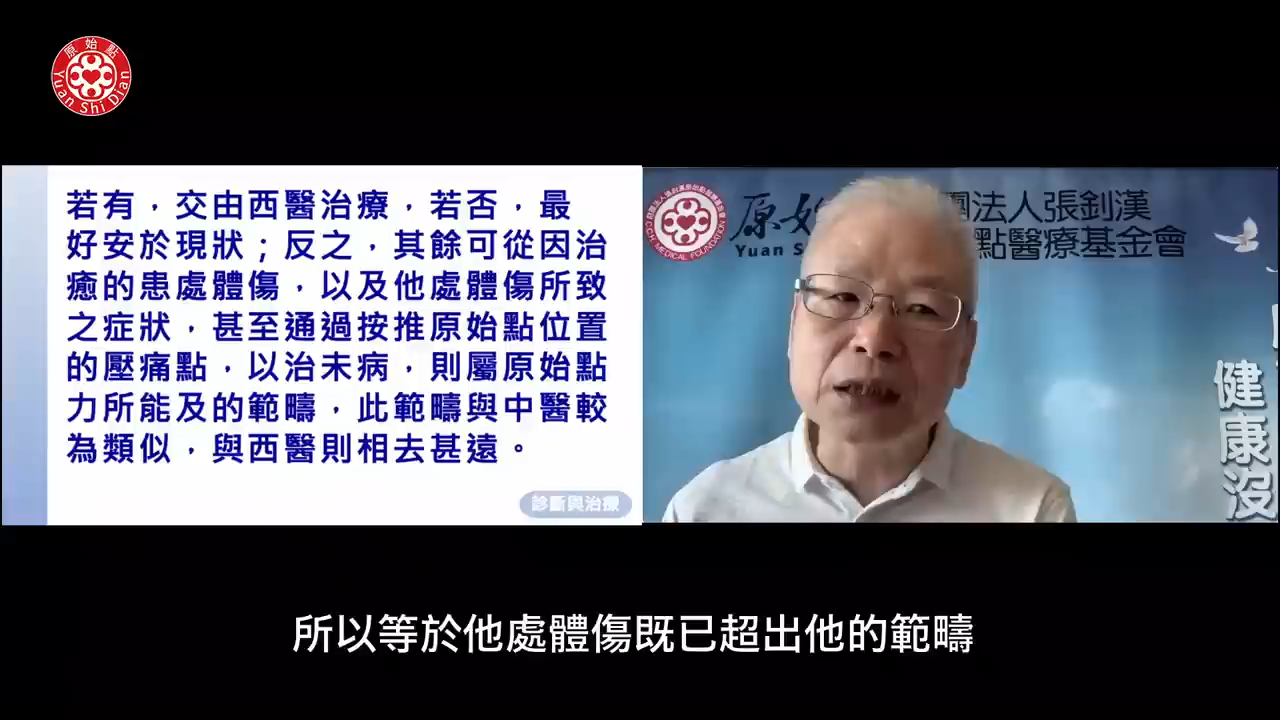 原始點
Yuan Shi Dian
若有，交由西醫治療，若否，最
好安於現狀；反之，其餘可從因治
癒的患處體傷，以及他處體傷所致
之症狀，甚至通過按推原始點位置
的壓痛點，以治未病，則屬原始點
力所能及的範疇，此範疇與中醫較
為類似，與西醫則相去甚遠。
診斷與治療
原始
Yuan S
團法人張釗漢
點醫療基金會
健康沒
所以等於他處體傷既已超出他的範疇